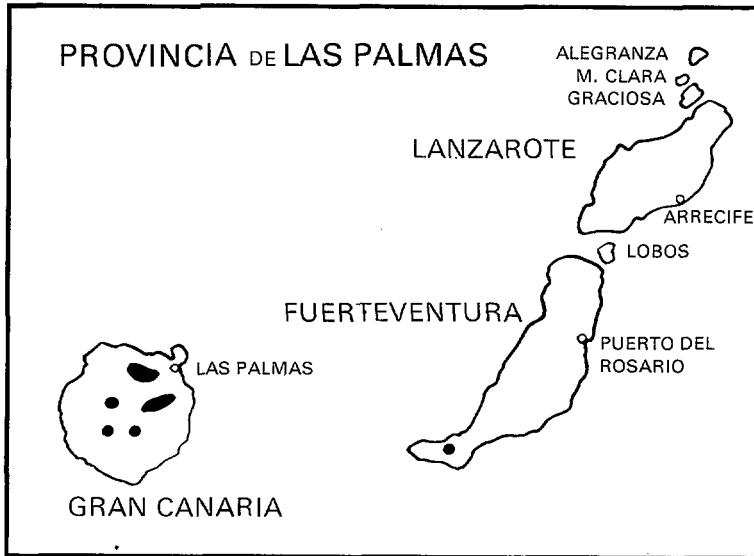 PROVINCIA DE LAS PALMAS
ALEGRANZA
M. CLARA
GRACIOSA
LANZAROTE
ARRECIFE
LOBOS
FUERTEVENTURA
PUERTO DEL
ROSARIO
LAS PALMAS
GRAN CANARIA